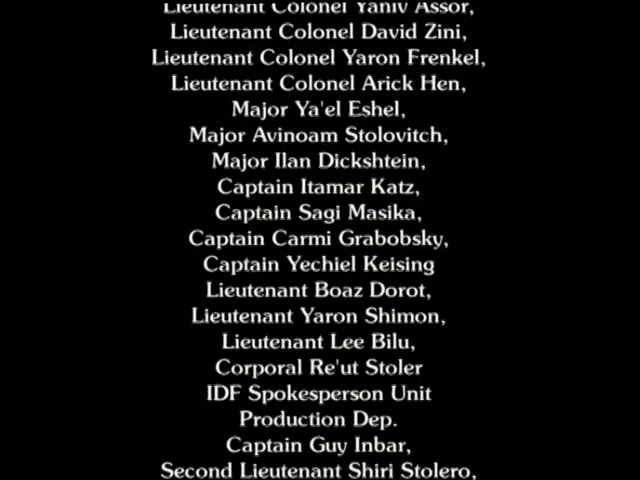 Lieutenant Colonel Yaniv Assor,
Lieutenant Colonel David Zini,
Lieutenant Colonel Yaron Frenkel,
Lieutenant Colonel Arick Hen,
Major Ya'el Eshel,
Major Avinoam Stolovitch,
Major Ilan Dickshtein,
Captain Itamar Katz,
Captain Sagi Masika,
Captain Carmi Grabobsky,
Captain Yechiel Keising
Lieutenant Boaz Dorot,
Lieutenant Yaron Shimon,
Lieutenant Lee Bilu,
Corporal Re'ut Stoler
IDF Spokesperson Unit
Production Dep.
Captain Guy Inbar,
Second Lieutenant Shiri Stolero,